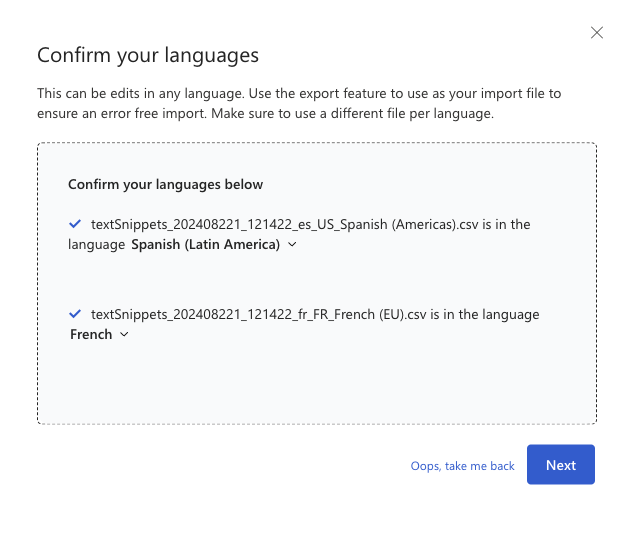 Confirm your languages
This can be edits in any language. Use the export feature to use as your import file to
ensure an error free import. Make sure to use a different file per language.
Confirm your languages below
textSnippets_202408221_121422_es_US_Spanish (Americas).csv is in the
language Spanish (Latin America)
textSnippets_202408221_121422_fr_FR_French (EU).csv is in the language
French
Oops, take me back
Next